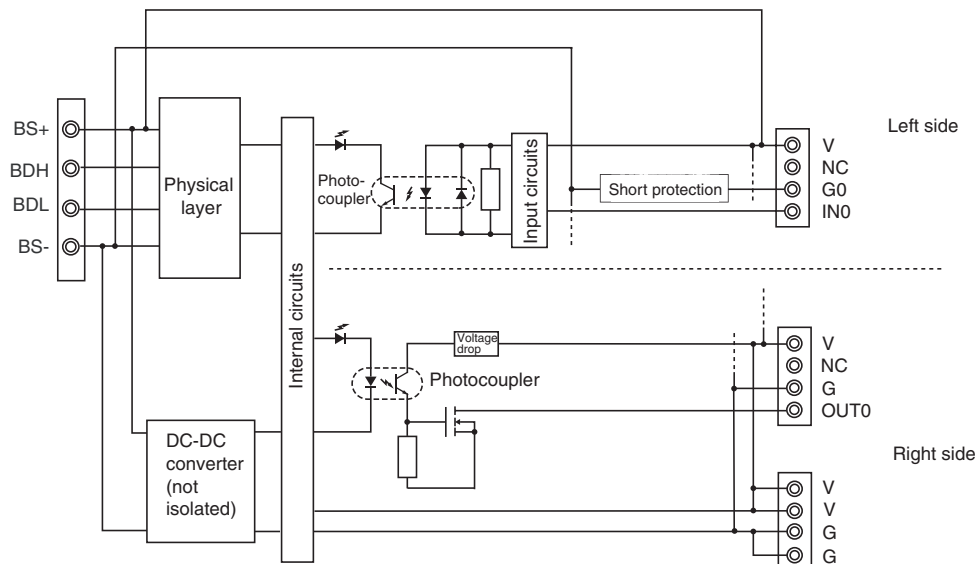 BS+
BDH
BDL
BS-
Physical
layer
Internal circuits
Photo-
coupler
Input circuits
Short protection
Left side
V
NC
G0
IN0
Voltage
drop
Photocoupler
V
NC
G
OUT0
DC-DC
converter
(not
isolated)
Right side
V
V
G
G